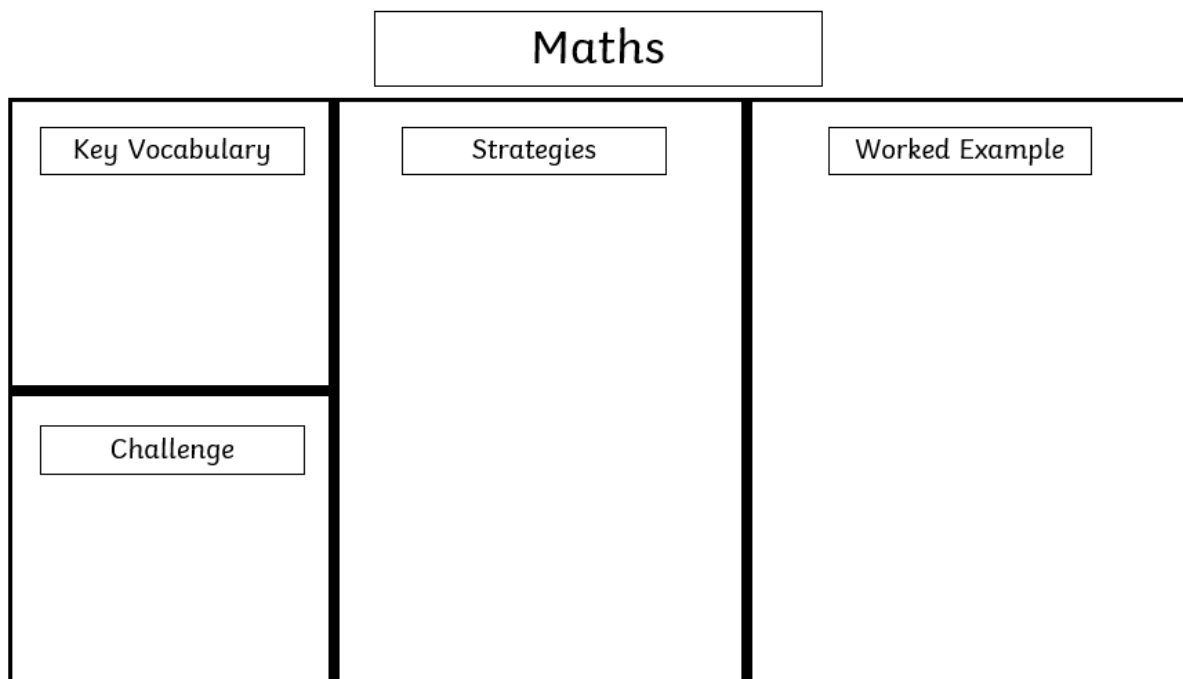 Maths
Key Vocabulary
Strategies
Worked Example
Challenge